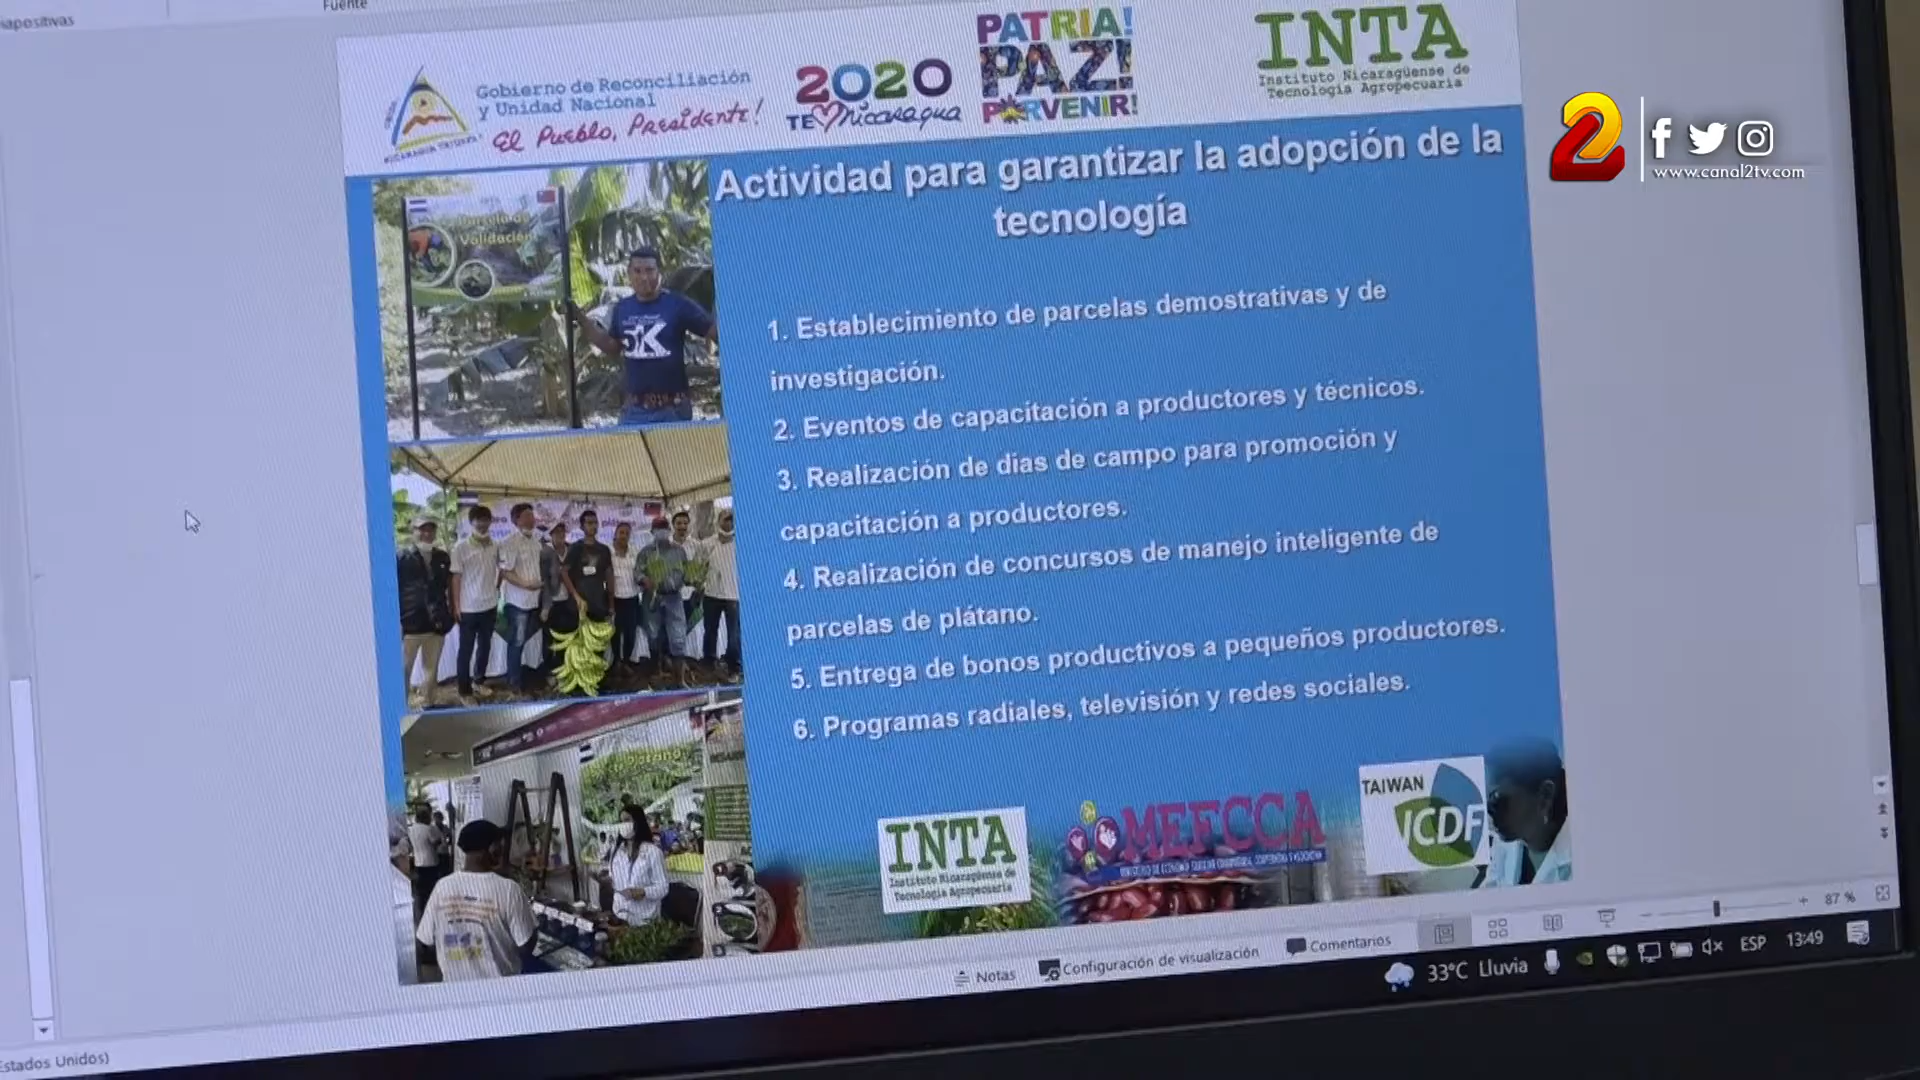 Fuente
Gobierno de Reconciliación
y Unidad Nacional
El Pueblo, Presidente!
2020
TE Nicaragua
PATRIA!
PAZ!
PORVENIR!
INTA
Instituto Nicaragüense de
Tecnología Agropecuaria
2
www.canal2tv.com
Actividad para garantizar la adopción de la
tecnología
Validación
5K
1. Establecimiento de parcelas demostrativas y de
investigación.
2. Eventos de capacitación a productores y técnicos.
3. Realización de días de campo para promoción y
capacitación a productores.
4. Realización de concursos de manejo inteligente de
parcelas de plátano.
5. Entrega de bonos productivos a pequeños productores.
6. Programas radiales, televisión y redes sociales.
INTA
Instituto Nicaragüense de
Tecnología Agropecuaria
MEFCCA
TAIWAN
ICDF
Notas
Configuración de visualización
Comentarios
87 %
33°C Lluvia
ESP
13:49
Estados Unidos)